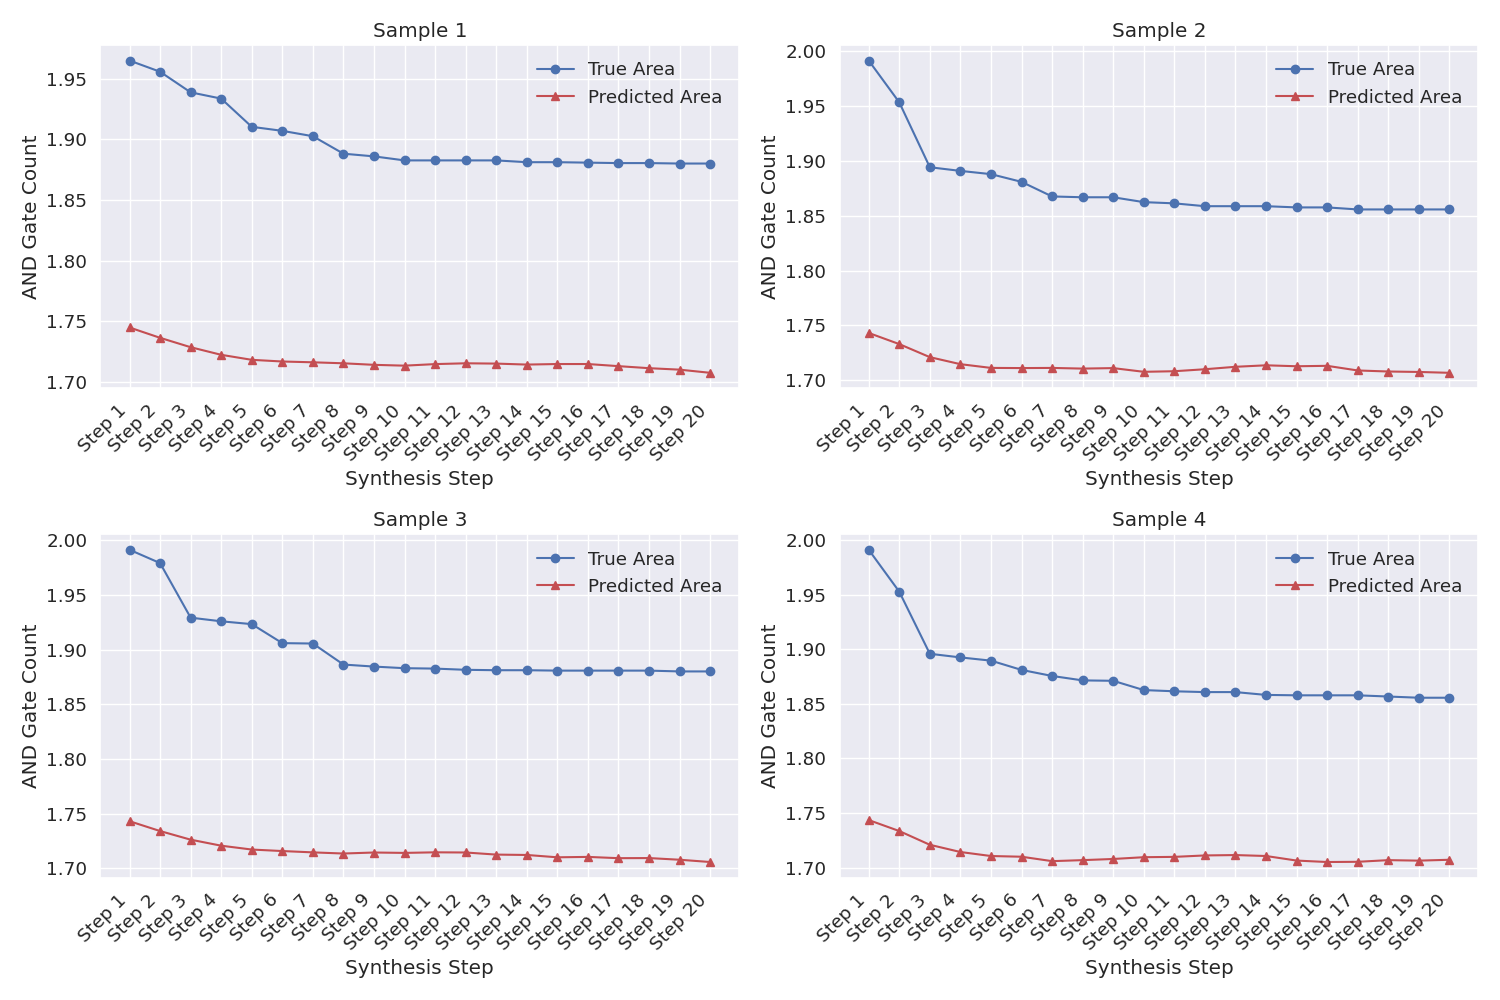 Sample 1
AND Gate Count
1.95
1.90
1.85
1.80
1.75
1.70
True Area
Predicted Area
Step 1
Step 2
Step 3
Step 4
Step 5
Step 6
Step 7
Step 8
Step 9
Step 10
Step 11
Step 12
Step 13
Step 14
Step 15
Step 16
Step 17
Step 18
Step 19
Step 20
Synthesis Step
Sample 2
AND Gate Count
2.00
1.95
1.90
1.85
1.80
1.75
1.70
True Area
Predicted Area
Step 1
Step 2
Step 3
Step 4
Step 5
Step 6
Step 7
Step 8
Step 9
Step 10
Step 11
Step 12
Step 13
Step 14
Step 15
Step 16
Step 17
Step 18
Step 19
Step 20
Synthesis Step
Sample 3
AND Gate Count
2.00
1.95
1.90
1.85
1.80
1.75
1.70
True Area
Predicted Area
Step 1
Step 2
Step 3
Step 4
Step 5
Step 6
Step 7
Step 8
Step 9
Step 10
Step 11
Step 12
Step 13
Step 14
Step 15
Step 16
Step 17
Step 18
Step 19
Step 20
Synthesis Step
Sample 4
AND Gate Count
2.00
1.95
1.90
1.85
1.80
1.75
1.70
True Area
Predicted Area
Step 1
Step 2
Step 3
Step 4
Step 5
Step 6
Step 7
Step 8
Step 9
Step 10
Step 11
Step 12
Step 13
Step 14
Step 15
Step 16
Step 17
Step 18
Step 19
Step 20
Synthesis Step